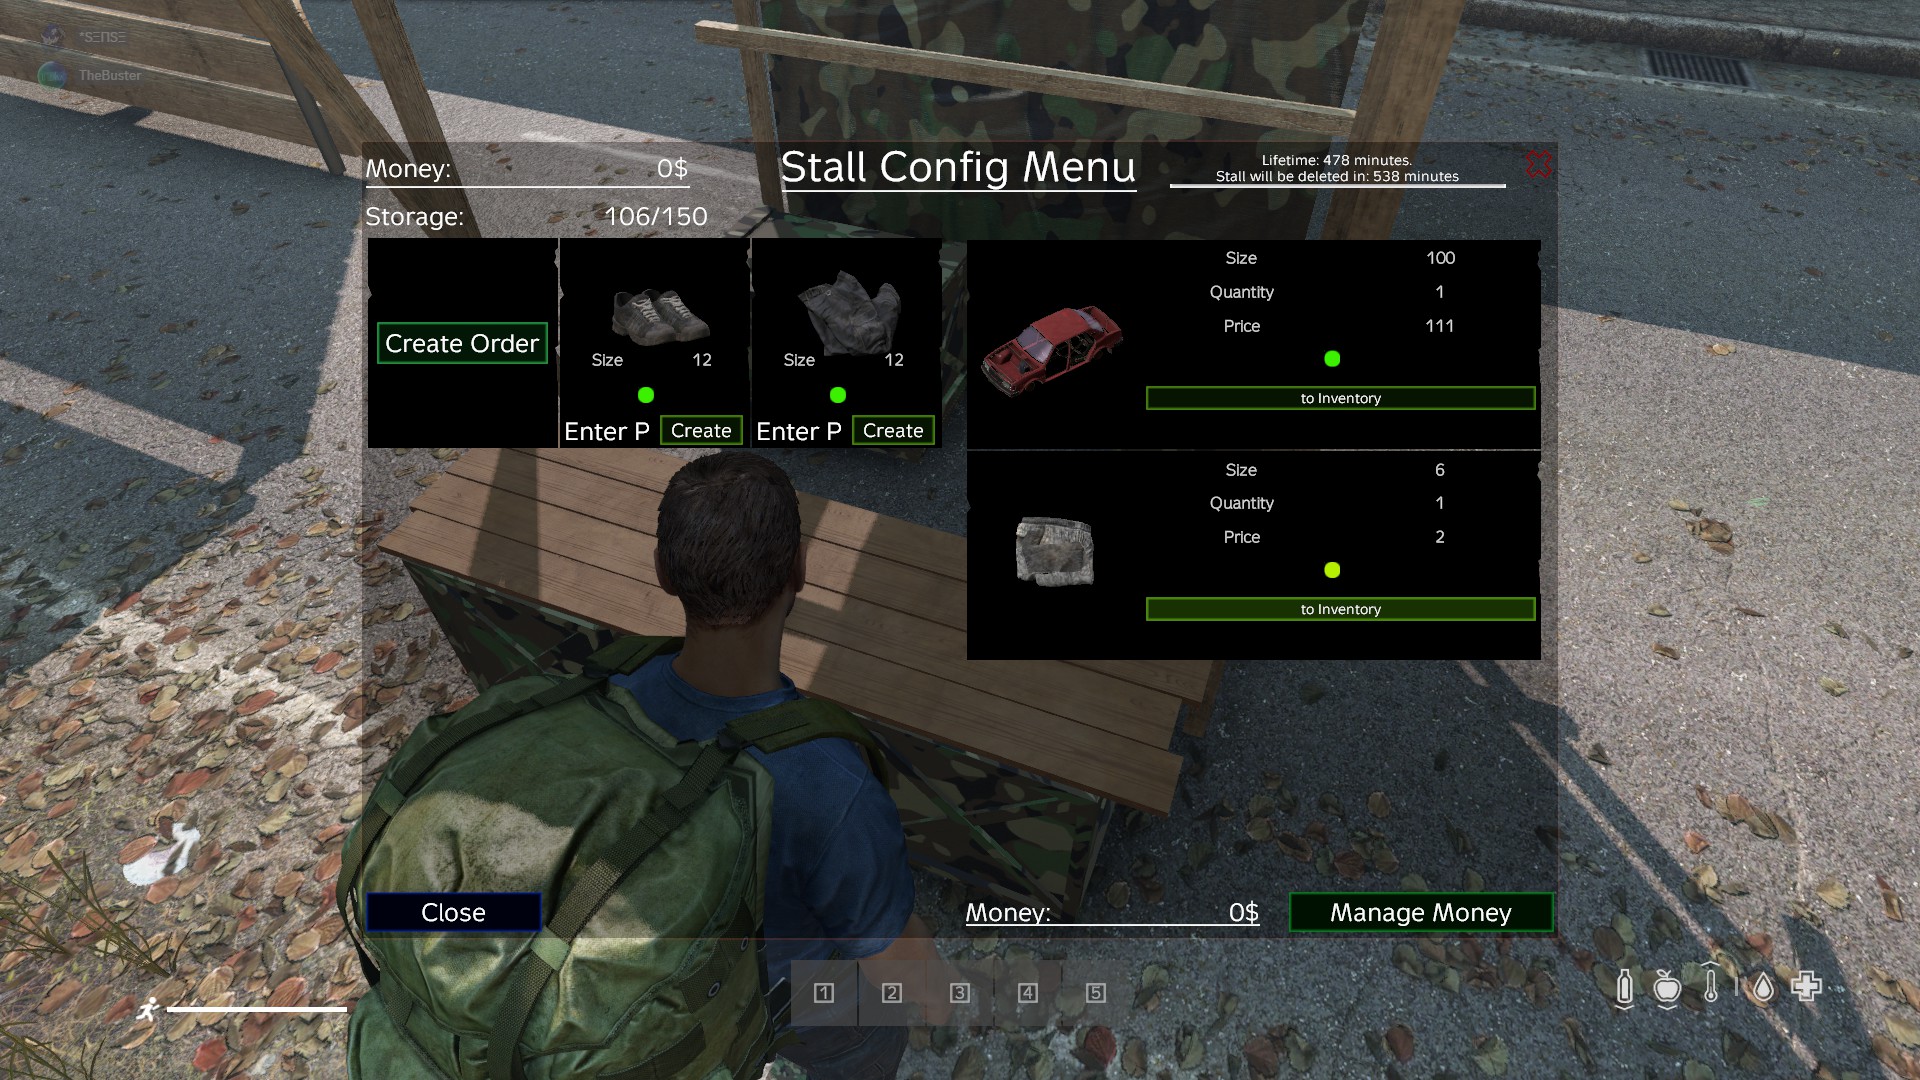 *SΞΠSΞ
TheBuster
Money: 0$
Stall Config Menu
Lifetime: 478 minutes.
Stall will be deleted in: 538 minutes
Storage: 106/150
Create Order
Size 12
Enter P Create
Size 12
Enter P Create
Size 100
Quantity 1
Price 111
to Inventory
Size 6
Quantity 1
Price 2
to Inventory
Close
Money: 0$
Manage Money
1 2 3 4 5